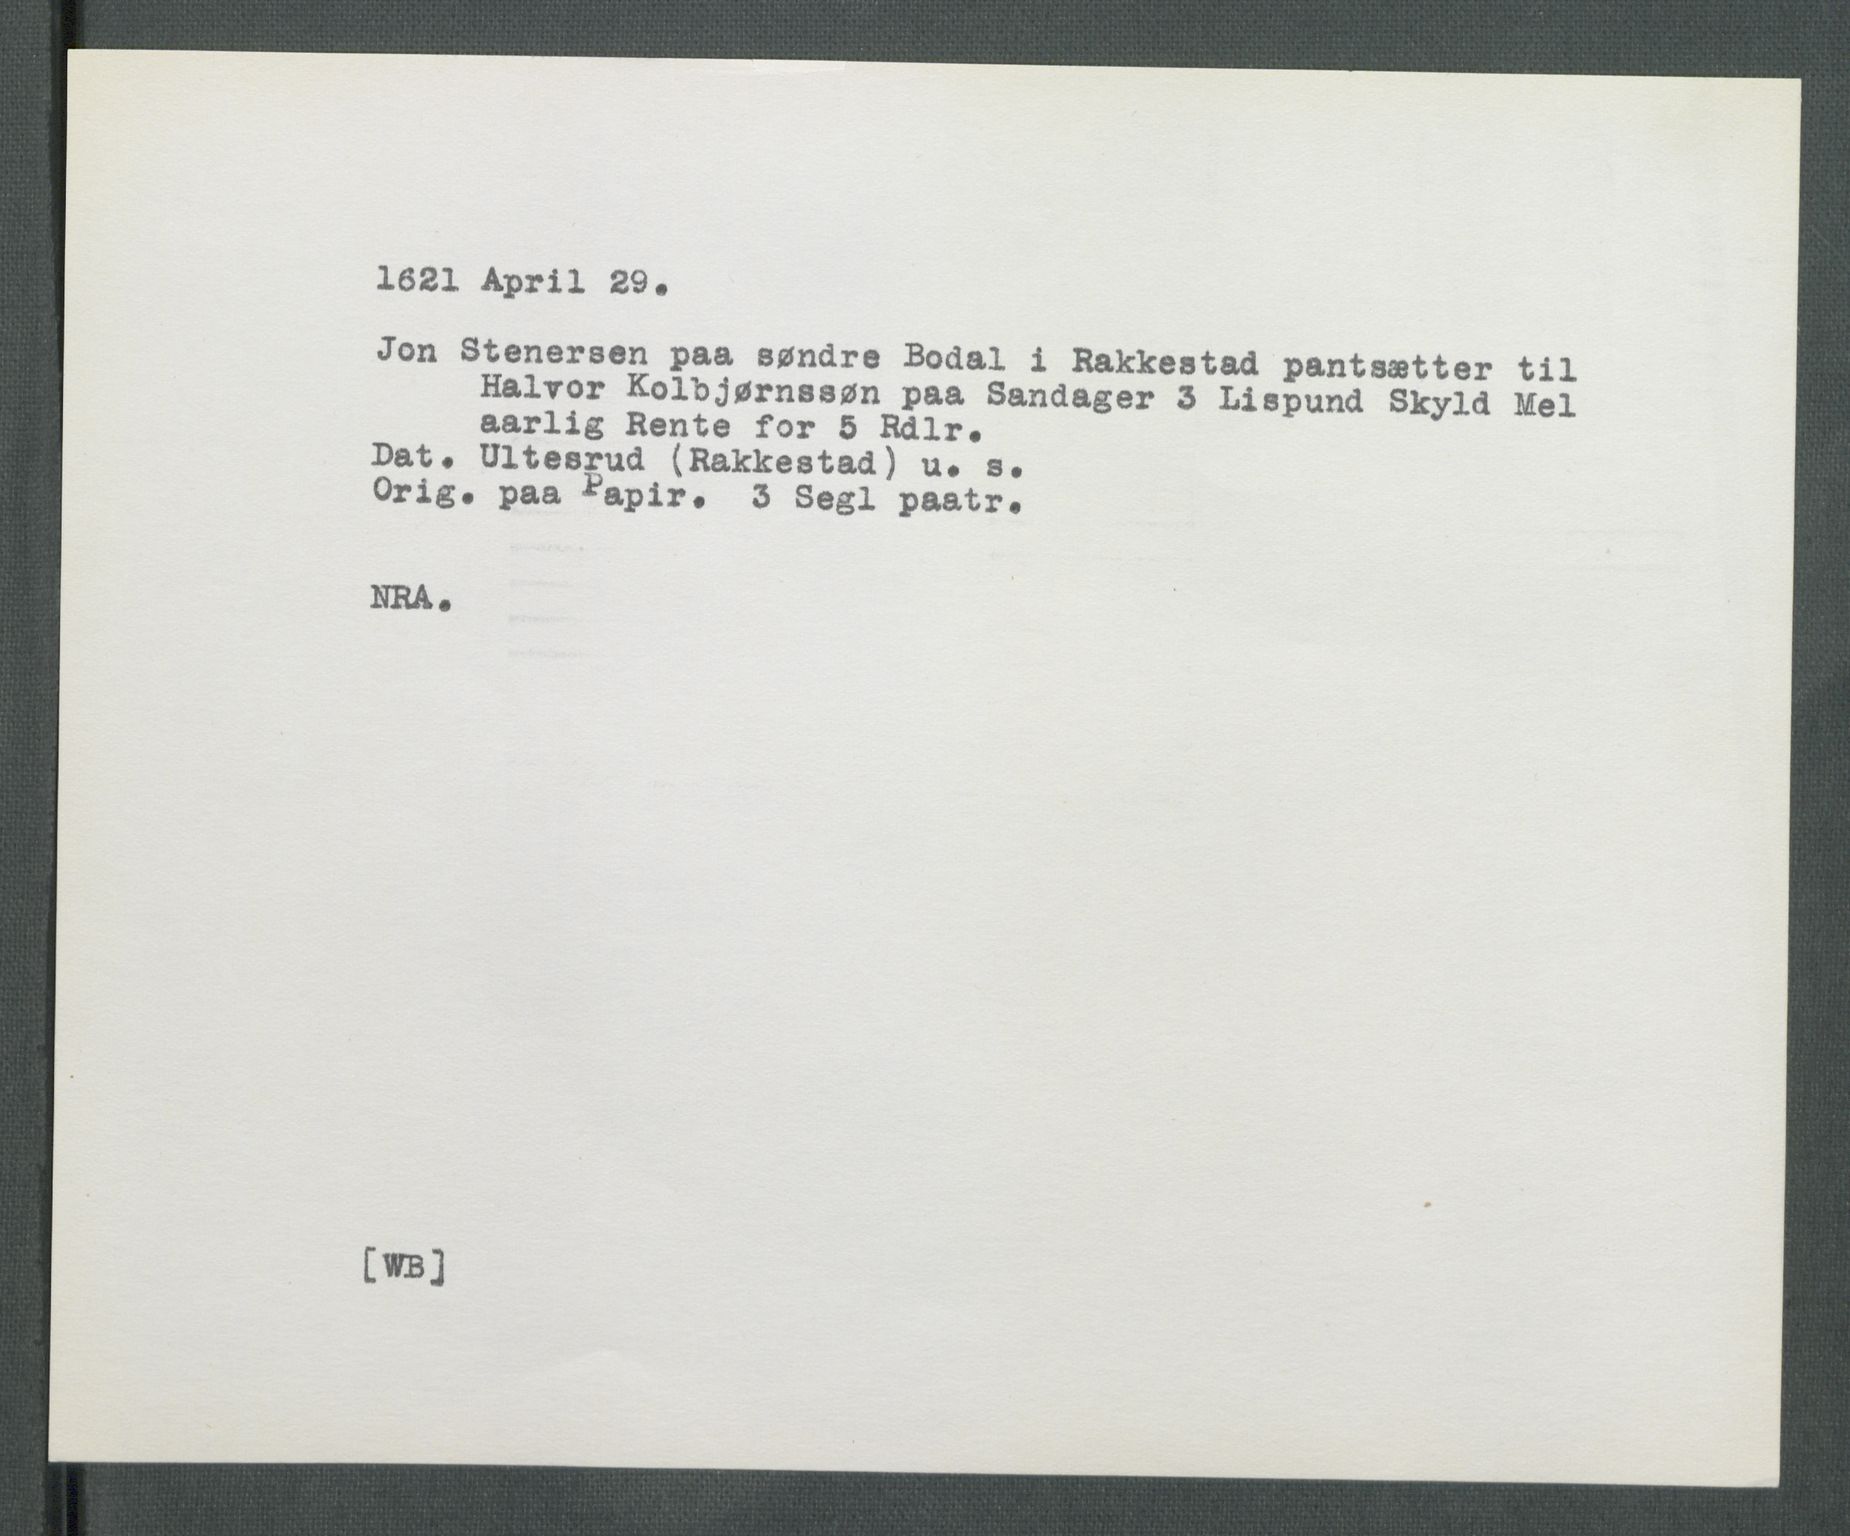 1621 April 29.
Jon Stenersen paa søndre Bodal i Rakkestad pantsætter til
Halvor Kolbjørnssøn paa Sandager 3 Lispund Skyld Mel
aarlig Rente for 5 Rdlr.
Dat. Ultesrud (Rakkestad) u. s.
Orig. paa Papir. 3 Segl paatr.
NRA.
[WB]